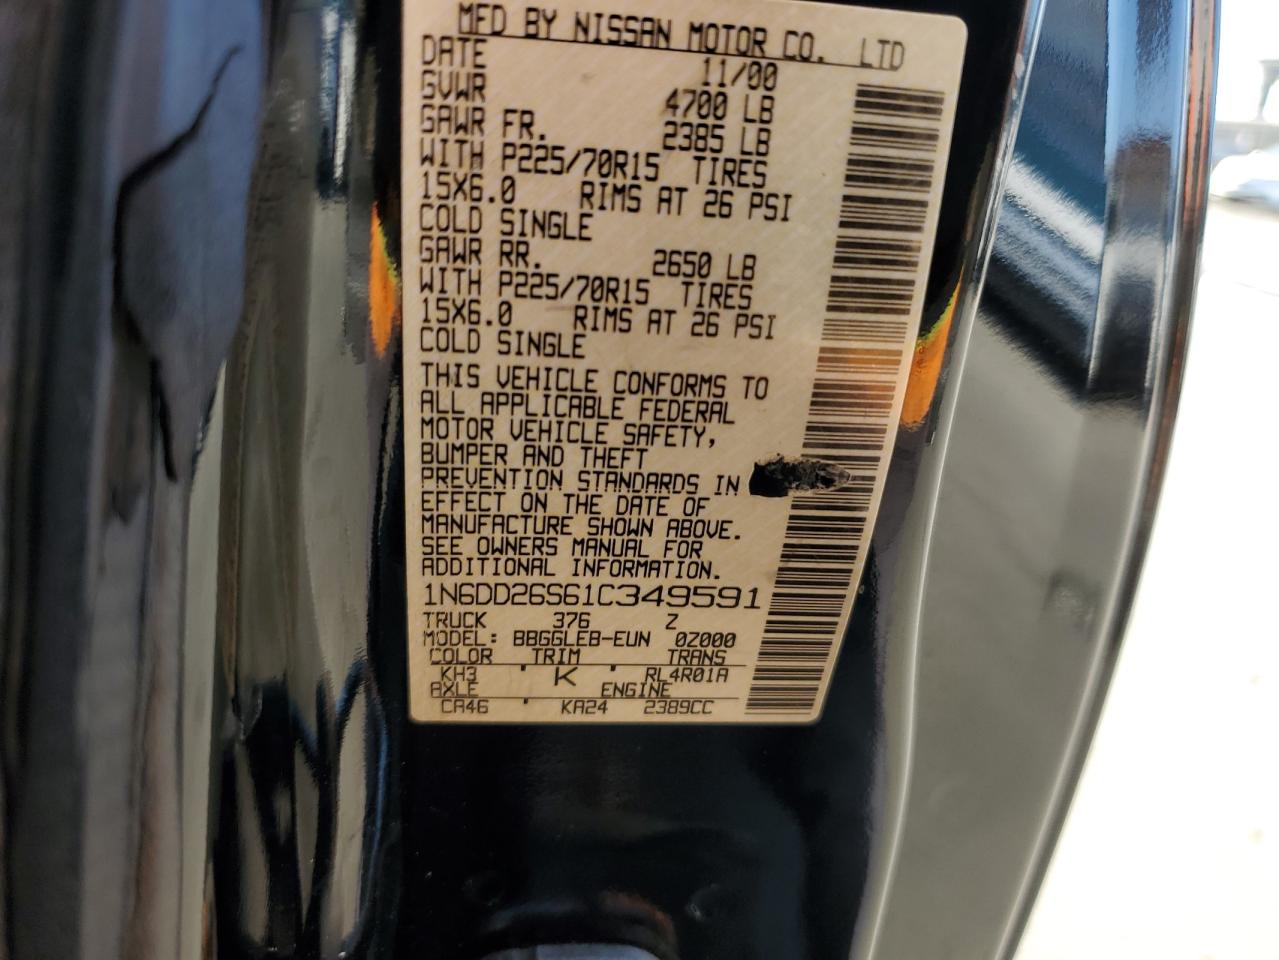 MFD BY NISSAN MOTOR CO. LTD
DATE 11/00
GVWR 4700 LB
GAWR FR. 2385 LB
WITH P225/70R15 TIRES
15X6.0 RIMS AT 26 PSI
COLD SINGLE
GAWR RR. 2650 LB
WITH P225/70R15 TIRES
15X6.0 RIMS AT 26 PSI
COLD SINGLE
THIS VEHICLE CONFORMS TO
ALL APPLICABLE FEDERAL
MOTOR VEHICLE SAFETY,
BUMPER AND THEFT
PREVENTION STANDARDS IN
EFFECT ON THE DATE OF
MANUFACTURE SHOWN ABOVE.
SEE OWNERS MANUAL FOR
ADDITIONAL INFORMATION.
1N6DD26S61C349591
TRUCK 376 Z
MODEL: BBGGLEB-EUN 0Z000
COLOR TRIM TRANS
KH3 K RL4R01A
AXLE ENGINE
CA46 KA24 2389CC